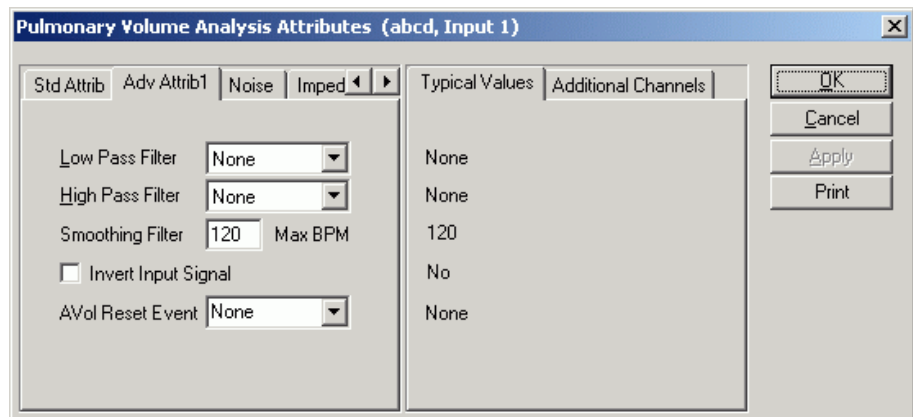 Pulmonary Volume Analysis Attributes (abcd, Input 1)
Std Attrib Adv Attrib1 Noise Imped Typical Values Additional Channels OK
Cancel
Low Pass Filter None None Apply
High Pass Filter None None Print
Smoothing Filter 120 Max BPM 120
Invert Input Signal No
AVol Reset Event None None